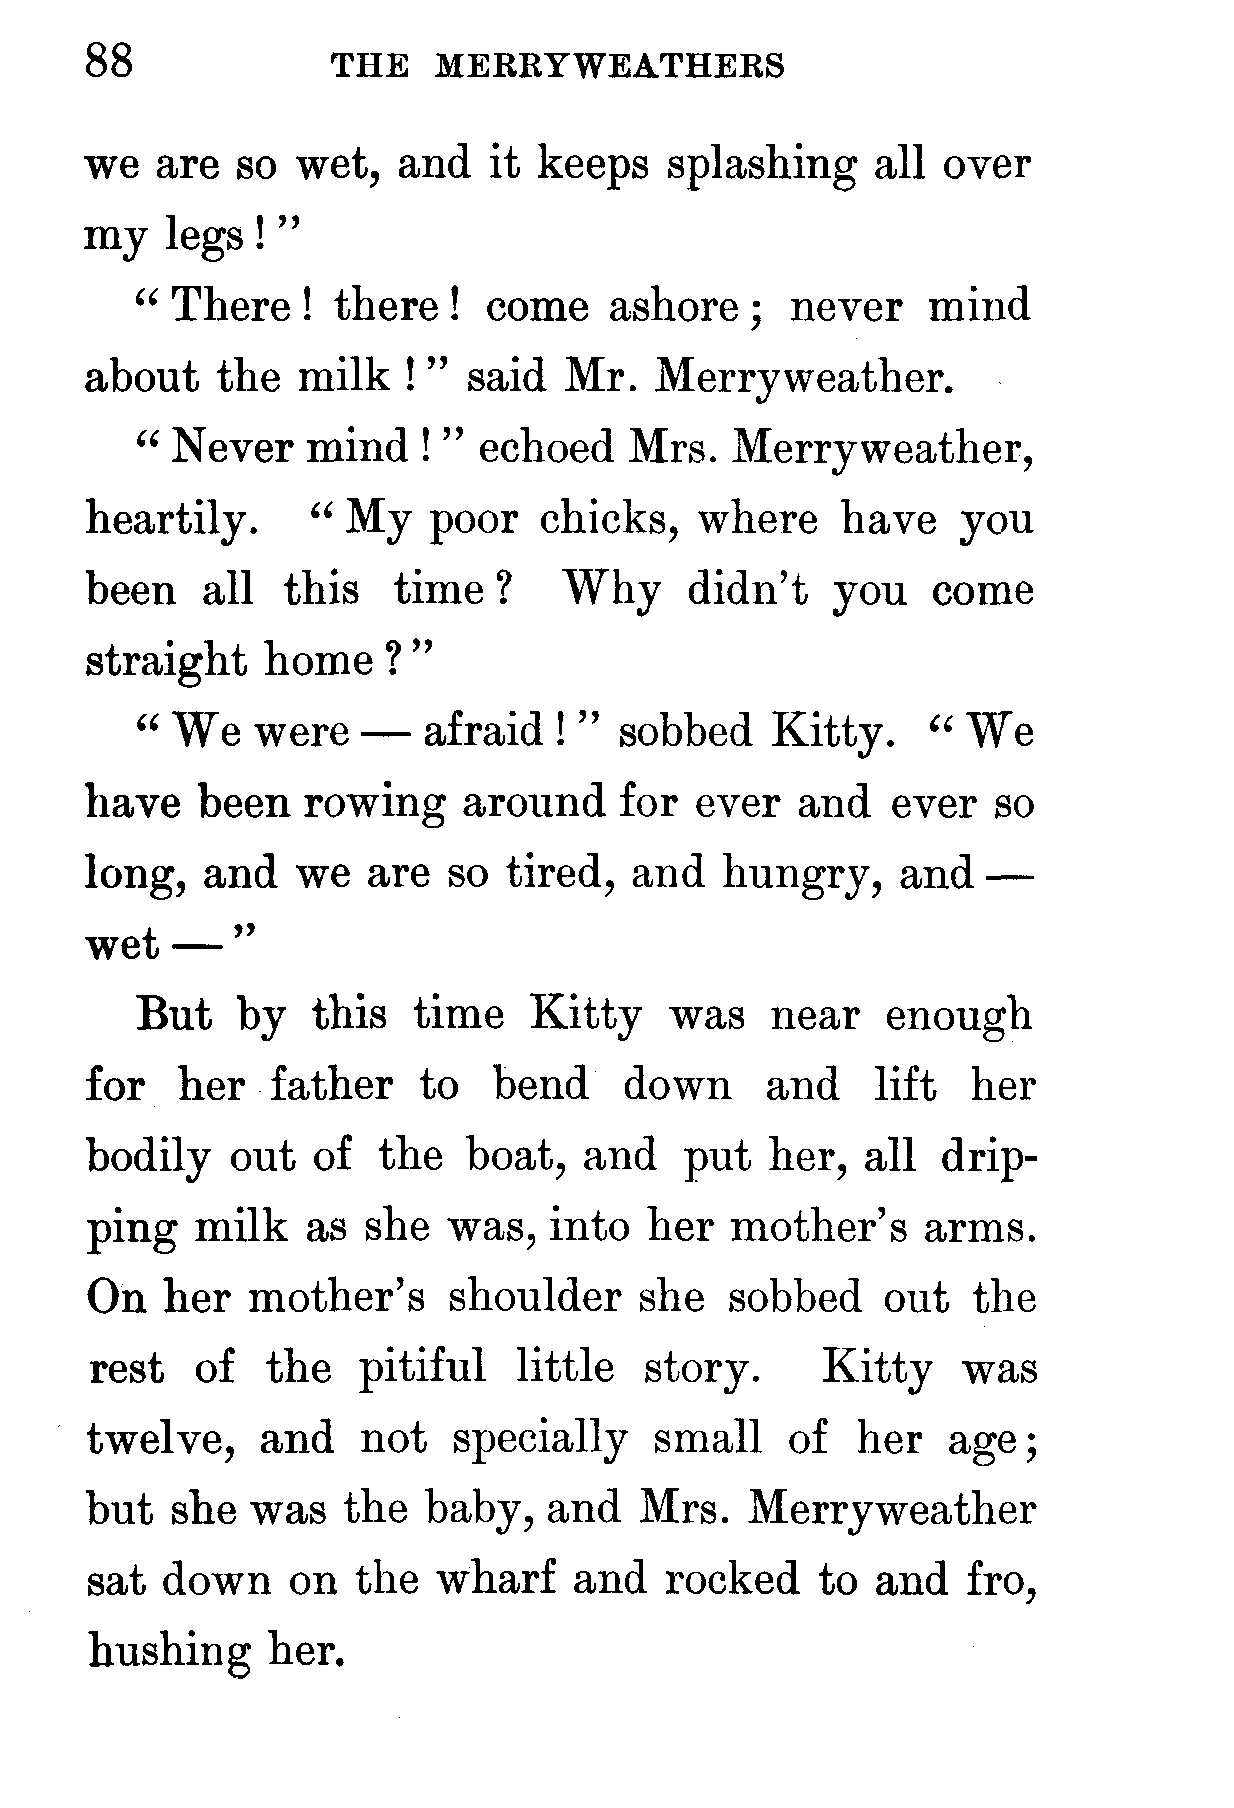 88 THE MERRYWEATHERS
we are so wet, and it keeps splashing all over
my legs ! ”
“ There ! there ! come ashore ; never mind
about the milk ! ” said Mr. Merryweather.
“ Never mind ! ” echoed Mrs. Merryweather,
heartily. “ My poor chicks, where have you
been all this time ? Why didn’t you come
straight home ? ”
“ We were — afraid ! ” sobbed Kitty. “ We
have been rowing around for ever and ever so
long, and we are so tired, and hungry, and —
wet — ”
But by this time Kitty was near enough
for her father to bend down and lift her
bodily out of the boat, and put her, all drip-
ping milk as she was, into her mother’s arms.
On her mother’s shoulder she sobbed out the
rest of the pitiful little story. Kitty was
twelve, and not specially small of her age ;
but she was the baby, and Mrs. Merryweather
sat down on the wharf and rocked to and fro,
hushing her.